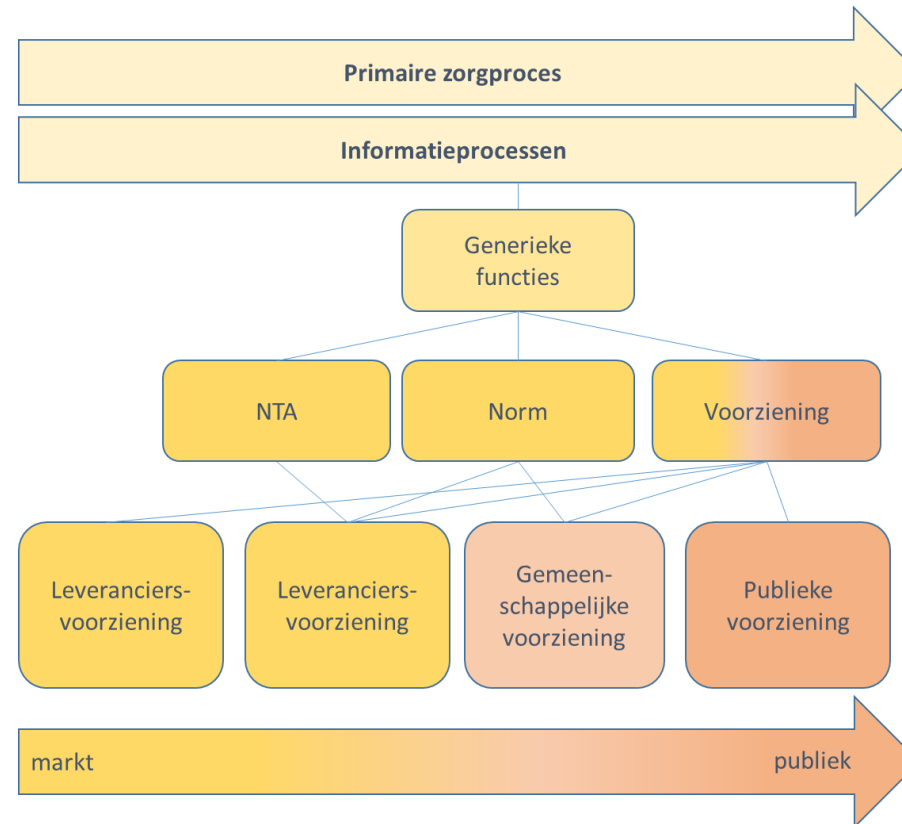 Primaire zorgproces
Informatieprocessen
Generieke
functies
NTA
Norm
Voorziening
Leveranciers-
voorziening
Leveranciers-
voorziening
Gemeen-
schappelijke
voorziening
Publieke
voorziening
markt
publiek